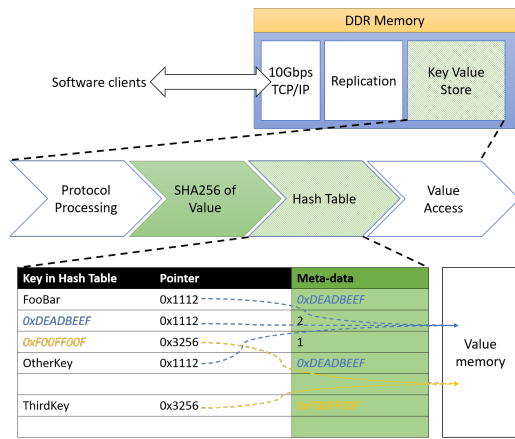 DDR Memory
Software clients
10Gbps
TCP/IP
Replication
Key Value
Store
Protocol
Processing
SHA256 of
Value
Hash Table
Value
Access
Key in Hash Table Pointer Meta-data
FooBar 0x1112 0xDEADBEEF
0xDEADBEEF 0x1112 2
0xF00FF00F 0x3256 1
OtherKey 0x1112 0xDEADBEEF
ThirdKey 0x3256
Value
memory